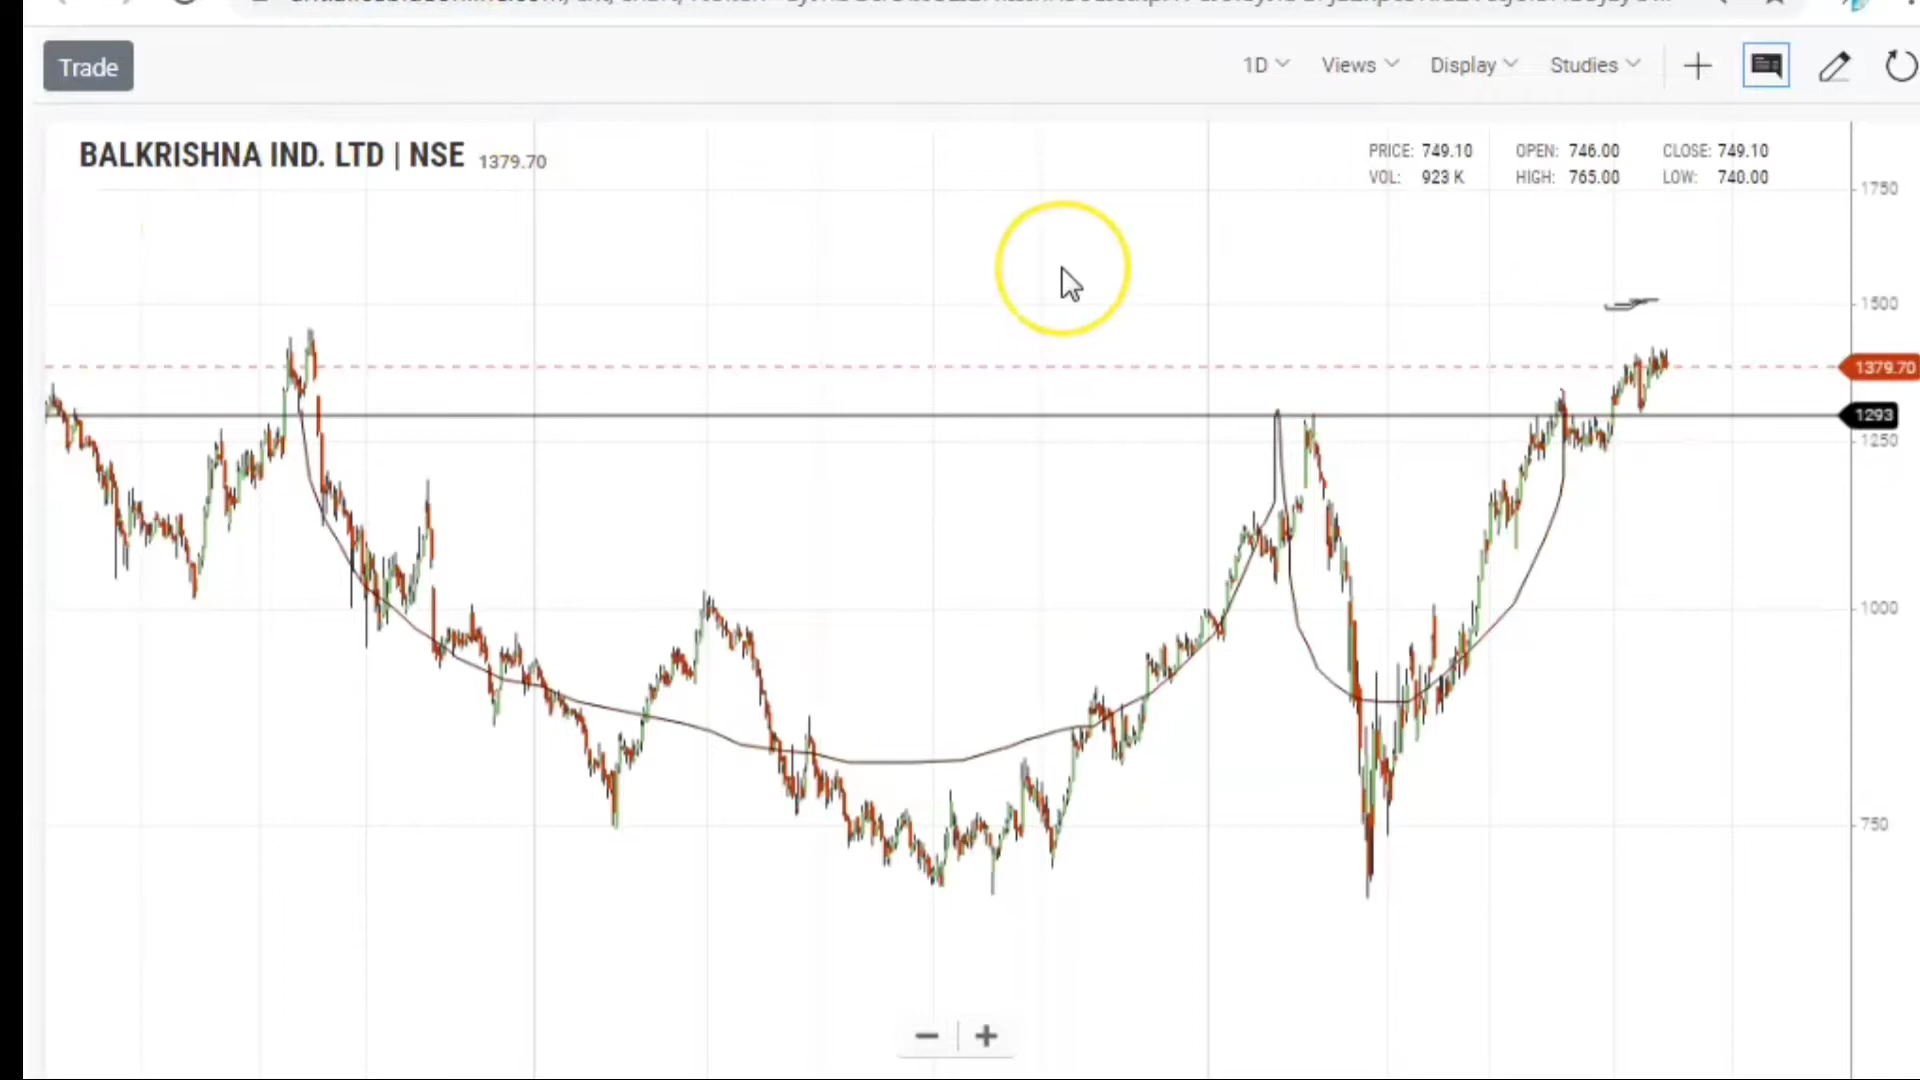 Trade
1D Views Display Studies
BALKRISHNA IND. LTD | NSE 1379.70
PRICE: 749.10 OPEN: 746.00 CLOSE: 749.10
VOL: 923 K HIGH: 765.00 LOW: 740.00
1750
1500
1379.70
1293
1250
1000
750